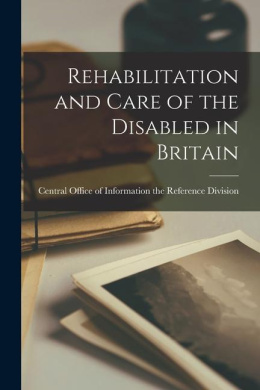 Rehabilitation
and Care of the
Disabled in
Britain
Central Office of Information the Reference Division